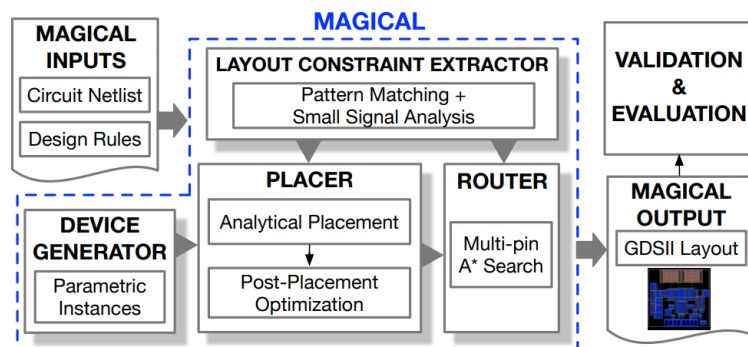 MAGICAL
MAGICAL
INPUTS
Circuit Netlist
Design Rules
LAYOUT CONSTRAINT EXTRACTOR
Pattern Matching +
Small Signal Analysis
VALIDATION
&
EVALUATION
DEVICE
GENERATOR
Parametric
Instances
PLACER
Analytical Placement
Post-Placement
Optimization
ROUTER
Multi-pin
A* Search
MAGICAL
OUTPUT
GDSII Layout